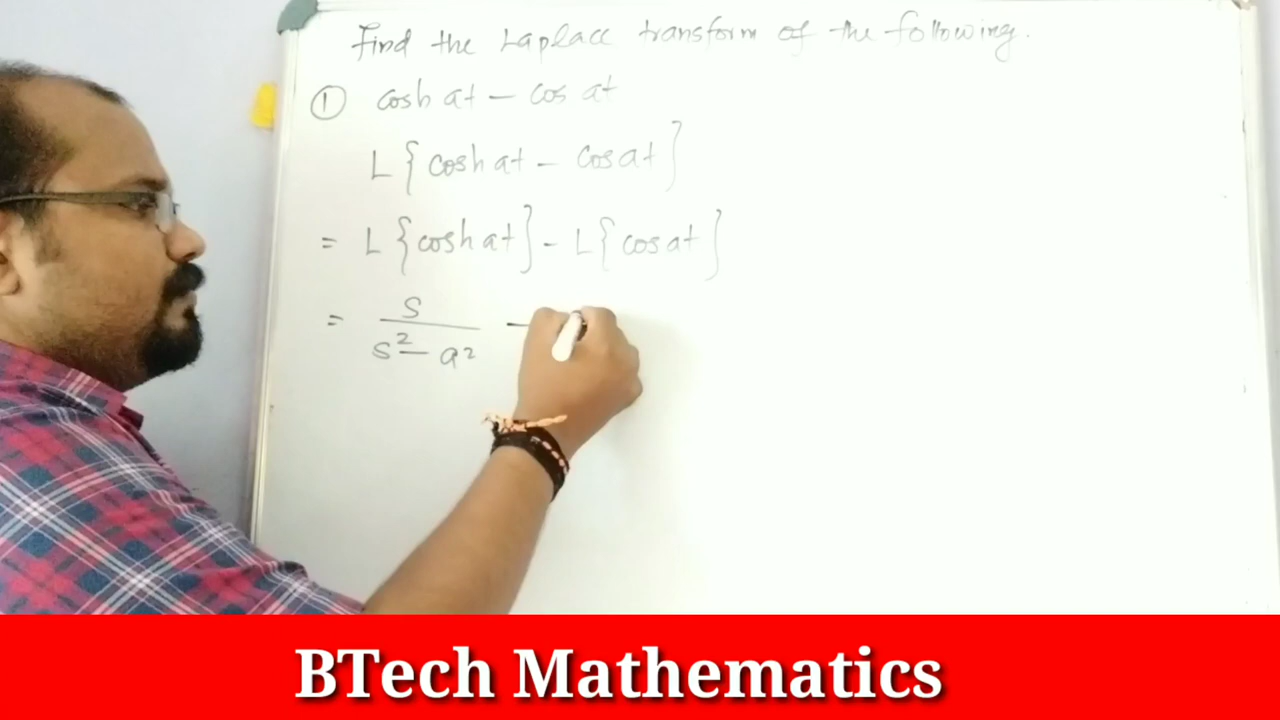 Find the Laplace transform of the following.
① cosh at - cos at
L{cosh at - cos at}
= L{cosh at} - L{cos at}
= s/(s² - a²) -
BTech Mathematics